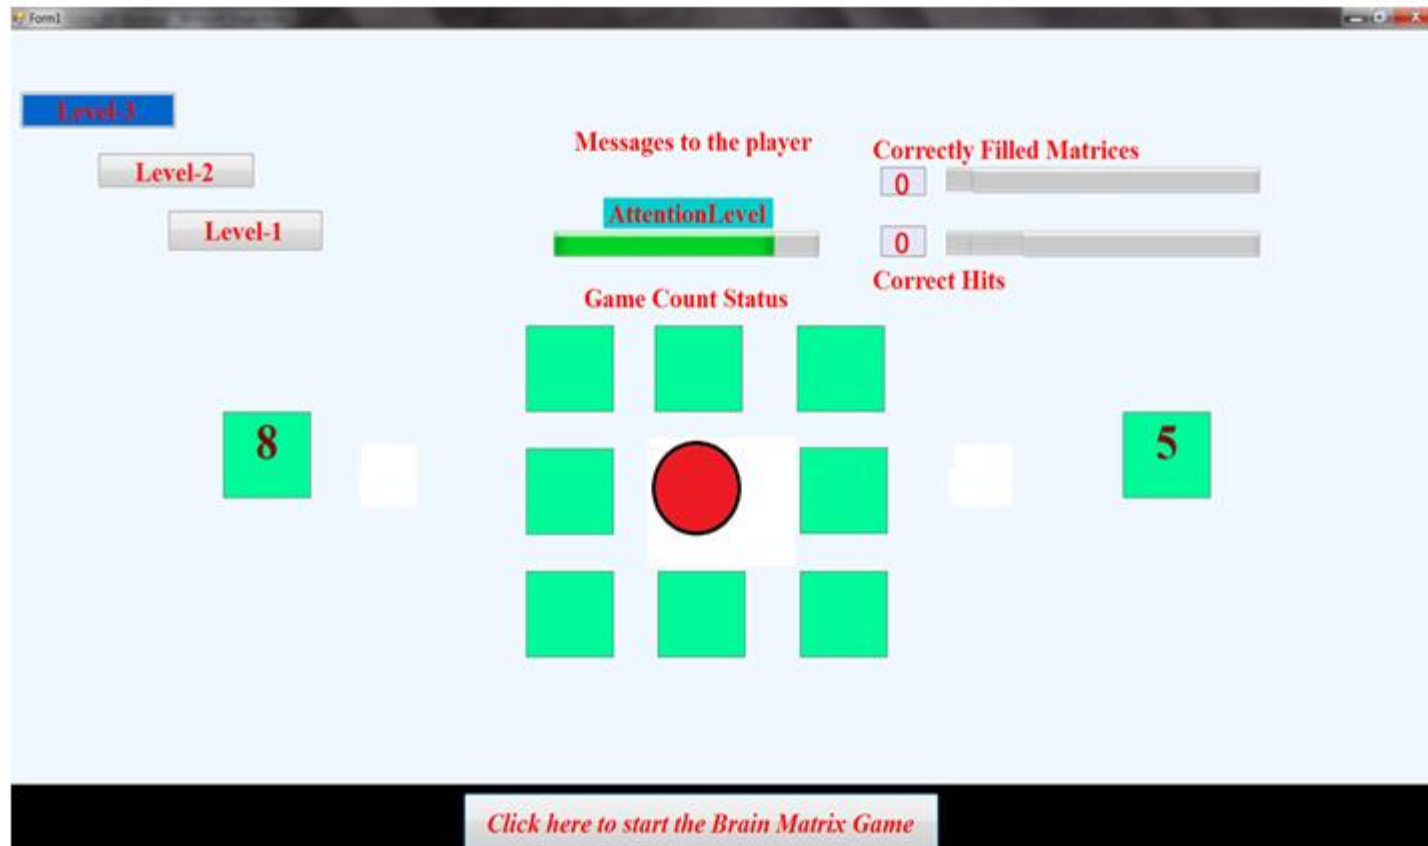 Form1
Level-3
Messages to the player
Correctly Filled Matrices
Level-2
0
AttentionLevel
Level-1
0
Correct Hits
Game Count Status
8
5
Click here to start the Brain Matrix Game